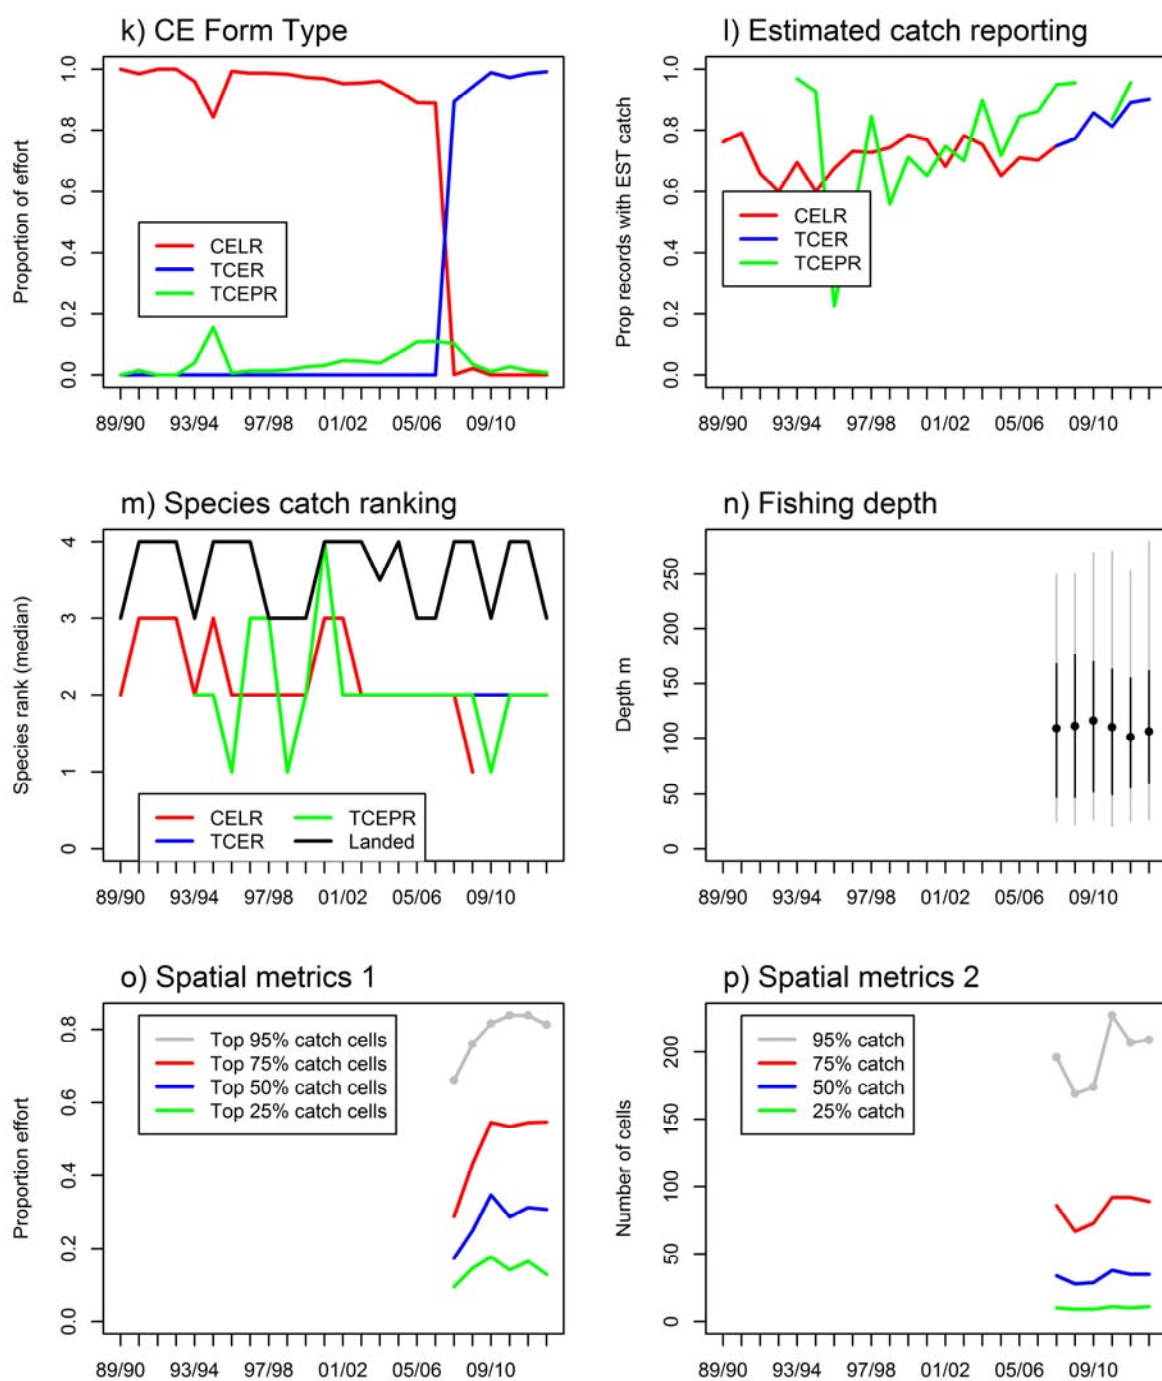 k) CE Form Type
Proportion of effort
1.0
0.8
0.6
0.4
0.2
0.0
CELR
TCER
TCEPR
89/90 93/94 97/98 01/02 05/06 09/10
l) Estimated catch reporting
Prop records with EST catch
1.0
0.8
0.6
0.4
0.2
0.0
CELR
TCER
TCEPR
89/90 93/94 97/98 01/02 05/06 09/10
m) Species catch ranking
Species rank (median)
4
3
2
1
0
CELR TCEPR
TCER Landed
89/90 93/94 97/98 01/02 05/06 09/10
n) Fishing depth
Depth m
250
200
150
100
50
0
89/90 93/94 97/98 01/02 05/06 09/10
o) Spatial metrics 1
Proportion effort
0.8
0.6
0.4
0.2
0.0
Top 95% catch cells
Top 75% catch cells
Top 50% catch cells
Top 25% catch cells
89/90 93/94 97/98 01/02 05/06 09/10
p) Spatial metrics 2
Number of cells
200
150
100
50
0
95% catch
75% catch
50% catch
25% catch
89/90 93/94 97/98 01/02 05/06 09/10